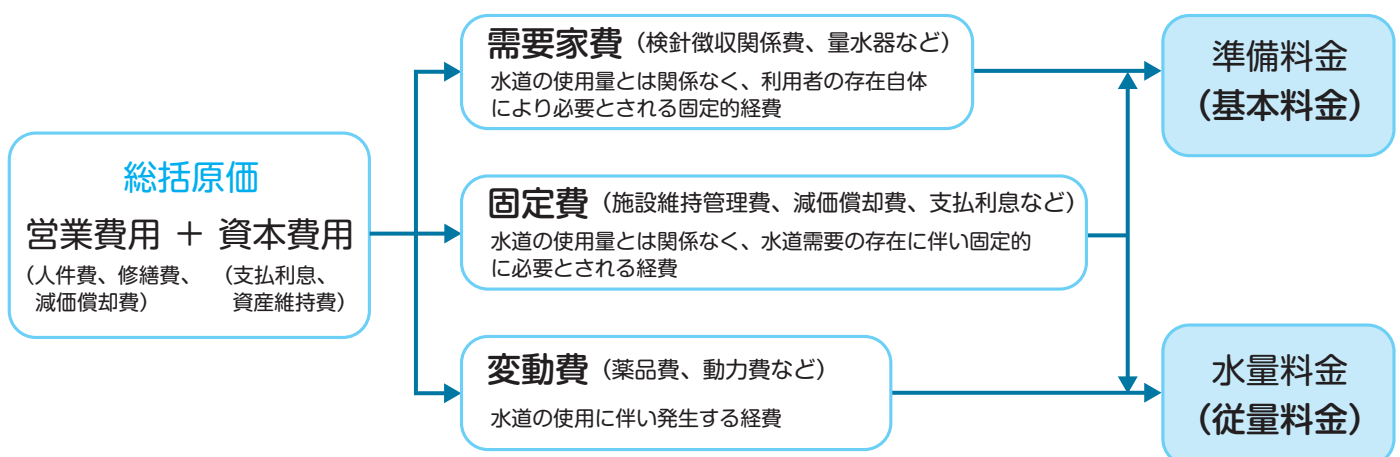 総括原価
営業費用 ＋ 資本費用
（人件費、修繕費、 （支払利息、
減価償却費） 資産維持費）
需要家費（検針徴収関係費、量水器など）
水道の使用量とは関係なく、利用者の存在自体
により必要とされる固定的経費
固定費（施設維持管理費、減価償却費、支払利息など）
水道の使用量とは関係なく、水道需要の存在に伴い固定的
に必要とされる経費
変動費（薬品費、動力費など）
水道の使用に伴い発生する経費
準備料金
（基本料金）
水量料金
（従量料金）